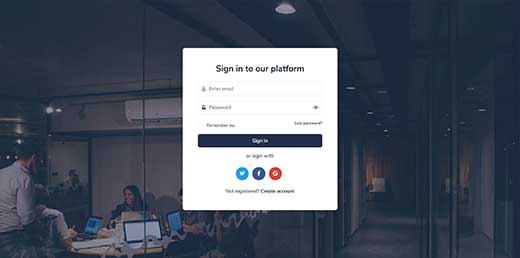 Sign in to our platform
Enter email
Password
Remember me
Lost password?
Sign in
or login with
Not registered? Create account